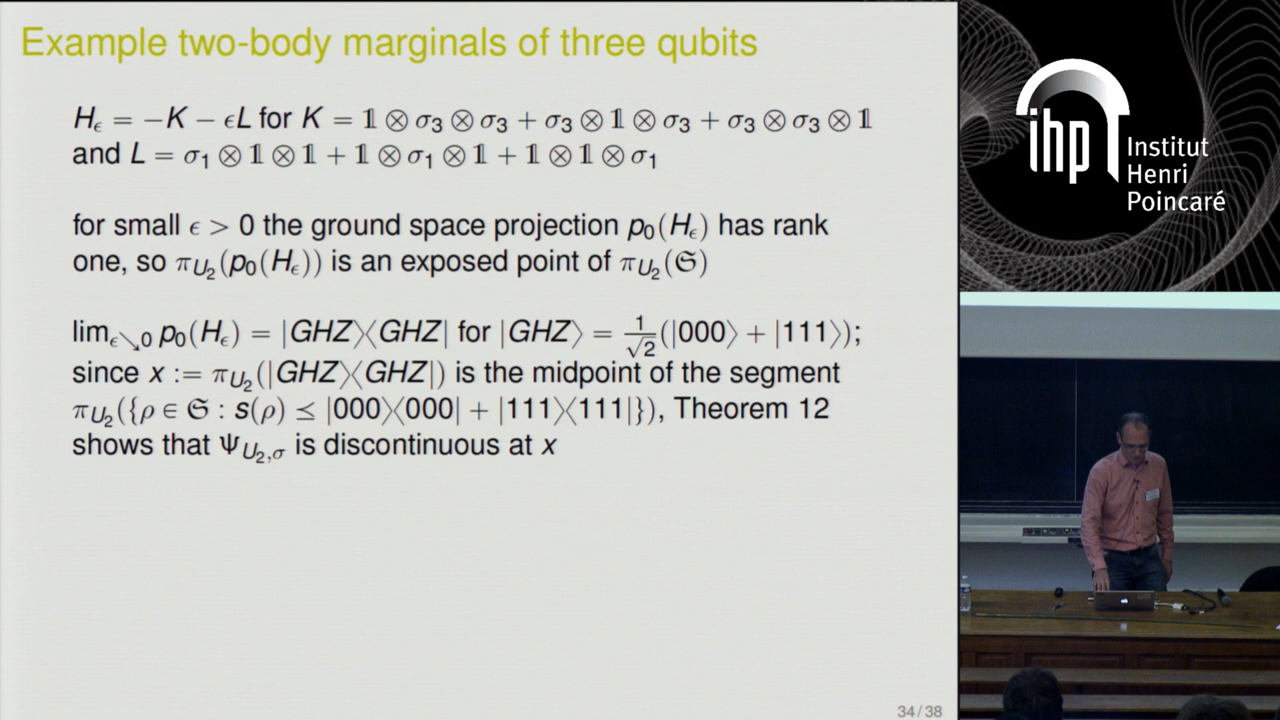 Example two-body marginals of three qubits
H_ϵ = −K − ϵL for K = 𝟙 ⊗ σ₃ ⊗ σ₃ + σ₃ ⊗ 𝟙 ⊗ σ₃ + σ₃ ⊗ σ₃ ⊗ 𝟙
and L = σ₁ ⊗ 𝟙 ⊗ 𝟙 + 𝟙 ⊗ σ₁ ⊗ 𝟙 + 𝟙 ⊗ 𝟙 ⊗ σ₁
for small ϵ > 0 the ground space projection p₀(H_ϵ) has rank
one, so π_{U₂}(p₀(H_ϵ)) is an exposed point of π_{U₂}(𝔖)
lim_{ϵ↘0} p₀(H_ϵ) = |GHZ⟩⟨GHZ| for |GHZ⟩ = 1/√2(|000⟩ + |111⟩);
since x := π_{U₂}(|GHZ⟩⟨GHZ|) is the midpoint of the segment
π_{U₂}({ρ ∈ 𝔖 : s(ρ) ≤ |000⟩⟨000| + |111⟩⟨111|}), Theorem 12
shows that Ψ_{U₂,σ} is discontinuous at x
34/38
ihp
Institut
Henri
Poincaré